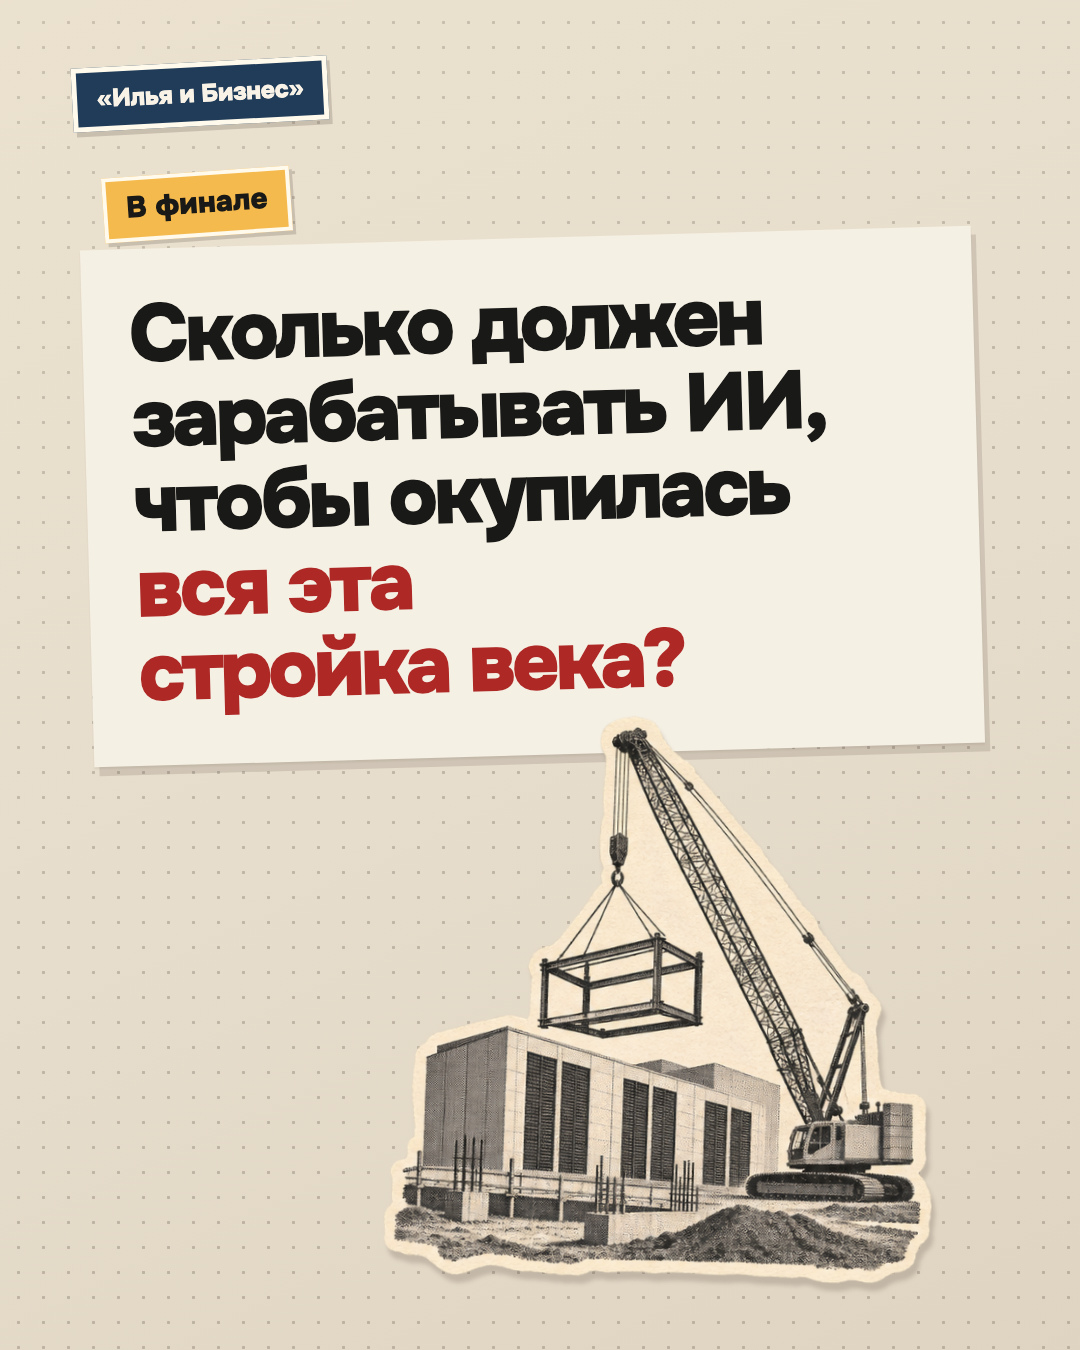 «Илья и Бизнес»
В финале
Сколько должен
зарабатывать ИИ,
чтобы окупилась
вся эта
стройка века?